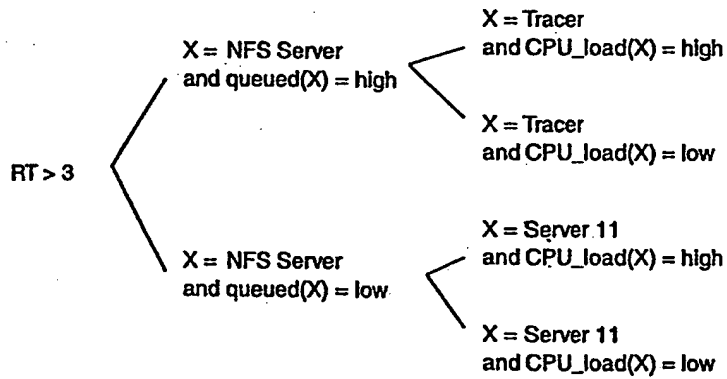 RT > 3
X = NFS Server
and queued(X) = high
X = Tracer
and CPU_load(X) = high
X = Tracer
and CPU_load(X) = low
X = NFS Server
and queued(X) = low
X = Server 11
and CPU_load(X) = high
X = Server 11
and CPU_load(X) = low